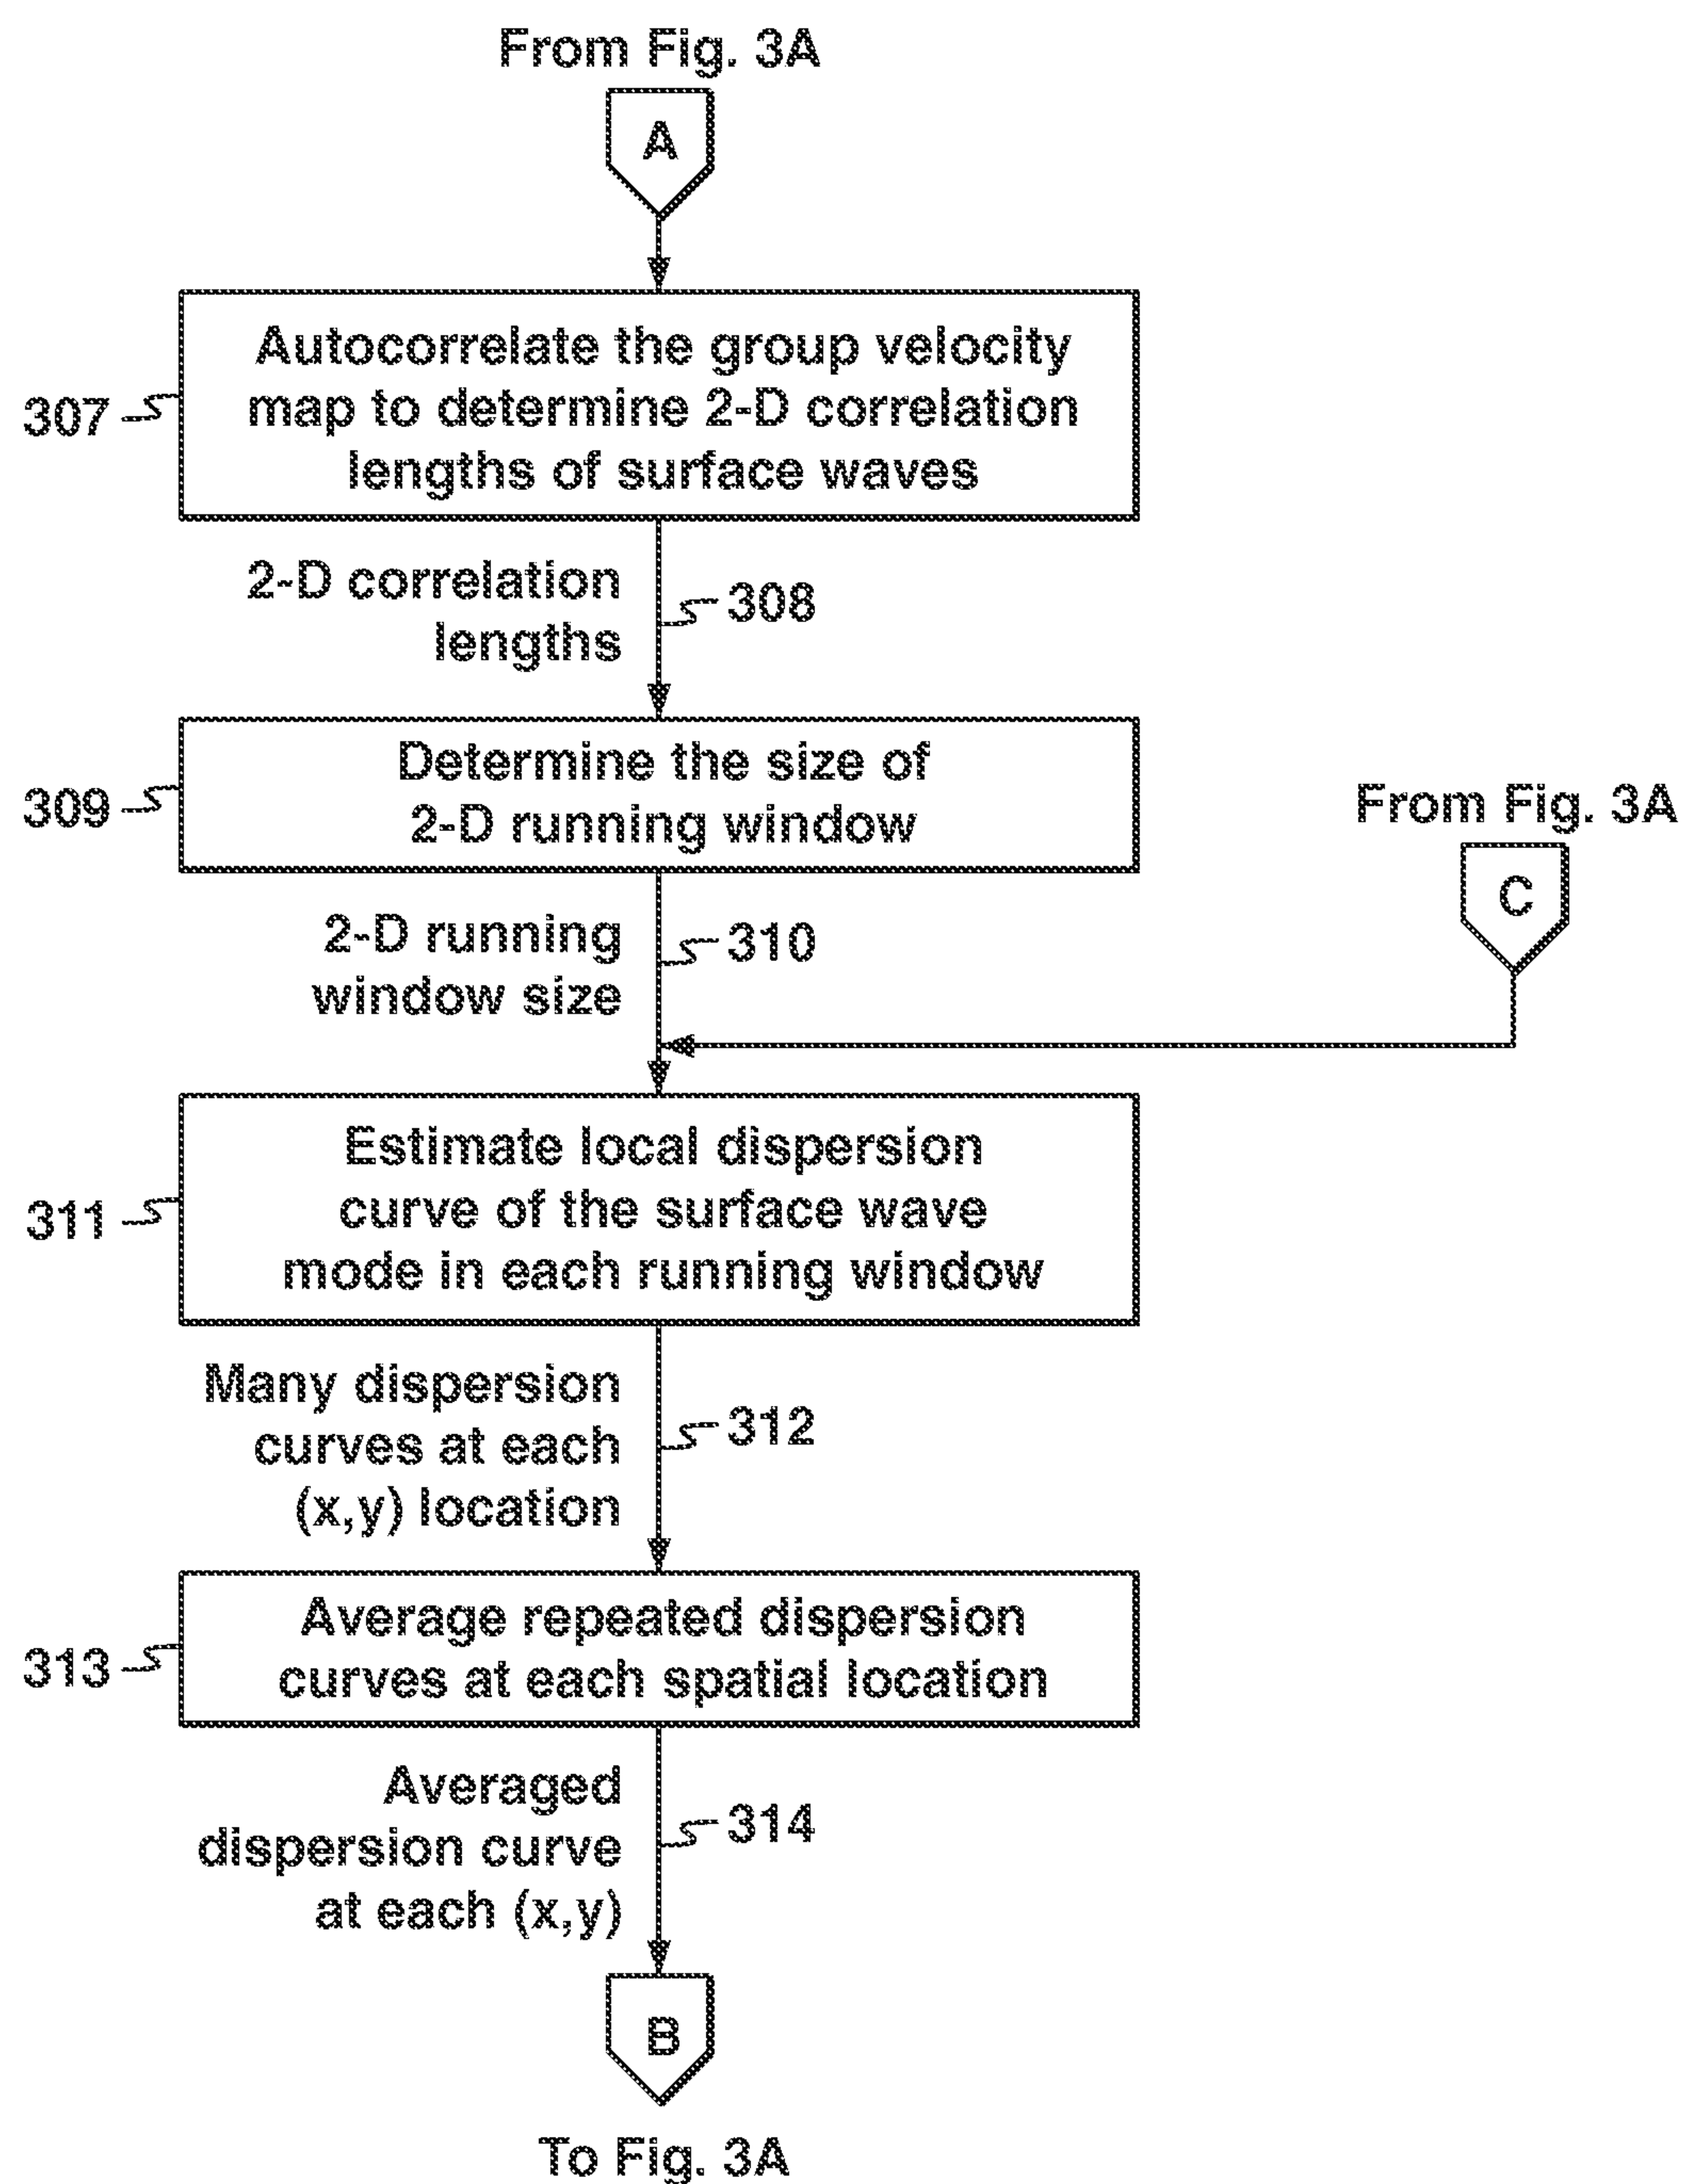 From Fig. 3A
A
Autocorrelate the group velocity
map to determine 2-D correlation
lengths of surface waves
307
2-D correlation
lengths
308
Determine the size of
2-D running window
309
From Fig. 3A
C
2-D running
window size
310
Estimate local dispersion
curve of the surface wave
mode in each running window
311
Many dispersion
curves at each
(x,y) location
312
Average repeated dispersion
curves at each spatial location
313
Averaged
dispersion curve
at each (x,y)
314
B
To Fig. 3A